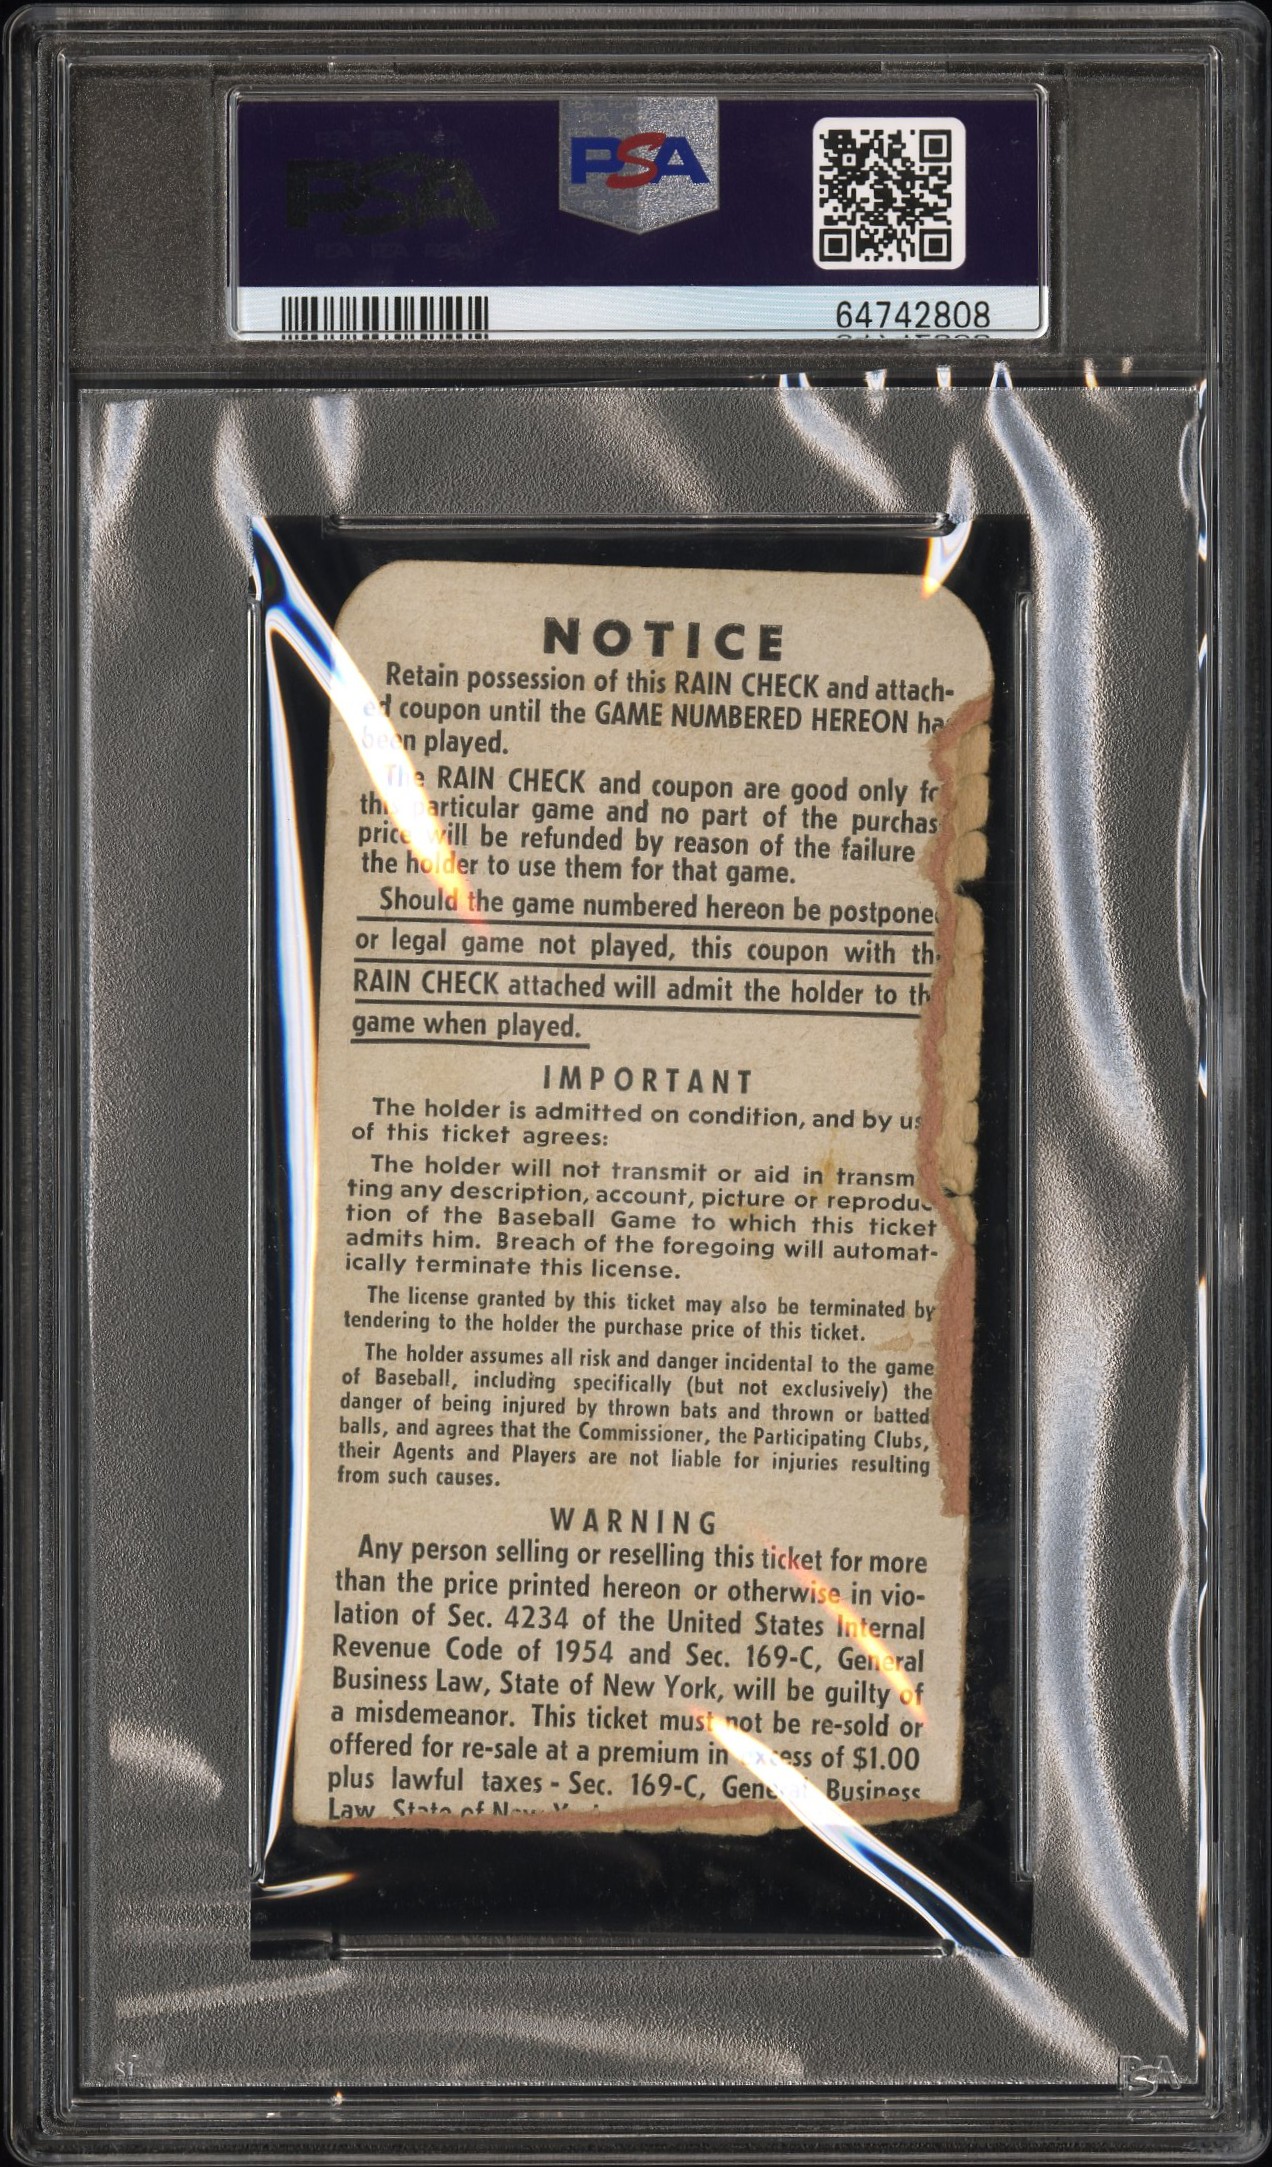 PSA
64742808
NOTICE
Retain possession of this RAIN CHECK and attach-
ed coupon until the GAME NUMBERED HEREON ha
been played.
The RAIN CHECK and coupon are good only fo
this particular game and no part of the purchas
price will be refunded by reason of the failure
the holder to use them for that game.
Should the game numbered hereon be postpone
or legal game not played, this coupon with th
RAIN CHECK attached will admit the holder to th
game when played.
IMPORTANT
The holder is admitted on condition, and by us
of this ticket agrees:
The holder will not transmit or aid in transm
ting any description, account, picture or reproduc
tion of the Baseball Game to which this ticket
admits him. Breach of the foregoing will automat-
ically terminate this license.
The license granted by this ticket may also be terminated by
tendering to the holder the purchase price of this ticket.
The holder assumes all risk and danger incidental to the game
of Baseball, including specifically (but not exclusively) the
danger of being injured by thrown bats and thrown or batted
balls, and agrees that the Commissioner, the Participating Clubs,
their Agents and Players are not liable for injuries resulting
from such causes.
WARNING
Any person selling or reselling this ticket for more
than the price printed hereon or otherwise in vio-
lation of Sec. 4234 of the United States Internal
Revenue Code of 1954 and Sec. 169-C, General
Business Law, State of New York, will be guilty of
a misdemeanor. This ticket must not be re-sold or
offered for re-sale at a premium in excess of $1.00
plus lawful taxes - Sec. 169-C, General Business
Law, State of New York
PSA